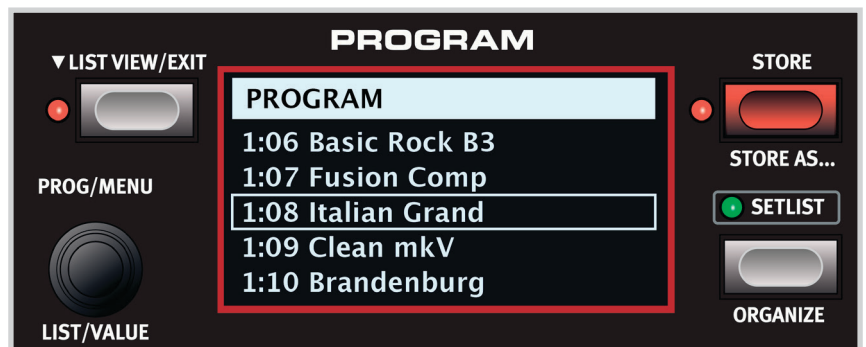 PROGRAM
▼LIST VIEW/EXIT
PROG/MENU
LIST/VALUE
PROGRAM
1:06 Basic Rock B3
1:07 Fusion Comp
1:08 Italian Grand
1:09 Clean mkV
1:10 Brandenburg
STORE
STORE AS...
SETLIST
ORGANIZE